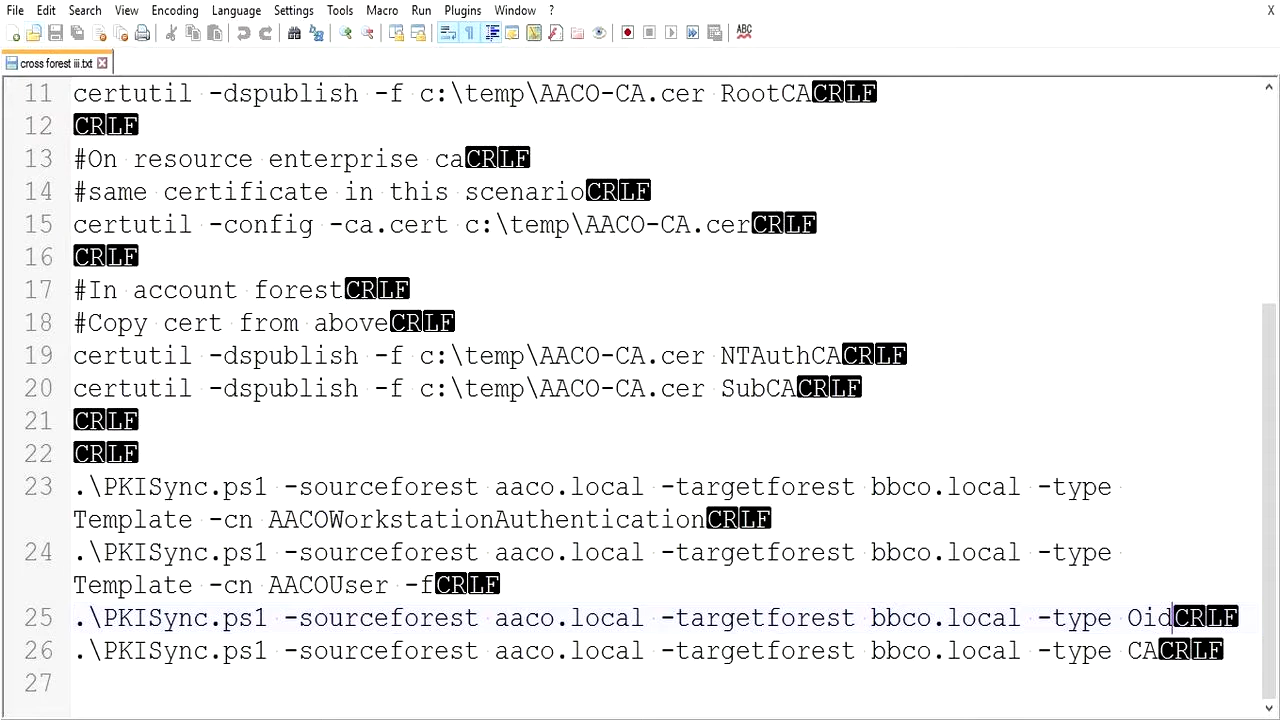 File Edit Search View Encoding Language Settings Tools Macro Run Plugins Window ? X
ABC
cross forest iii.txt
11 certutil -dspublish -f c:\temp\AACO-CA.cer RootCACRLF
12 CRLF
13 #On resource enterprise caCRLF
14 #same certificate in this scenarioCRLF
15 certutil -config -ca.cert c:\temp\AACO-CA.cerCRLF
16 CRLF
17 #In account forestCRLF
18 #Copy cert from aboveCRLF
19 certutil -dspublish -f c:\temp\AACO-CA.cer NTAuthCACRLF
20 certutil -dspublish -f c:\temp\AACO-CA.cer SubCACRLF
21 CRLF
22 CRLF
23 .\PKISync.ps1 -sourceforest aaco.local -targetforest bbco.local -type
Template -cn AACOWorkstationAuthenticationCRLF
24 .\PKISync.ps1 -sourceforest aaco.local -targetforest bbco.local -type
Template -cn AACOUser -fCRLF
25 .\PKISync.ps1 -sourceforest aaco.local -targetforest bbco.local -type OidCRLF
26 .\PKISync.ps1 -sourceforest aaco.local -targetforest bbco.local -type CACRLF
27